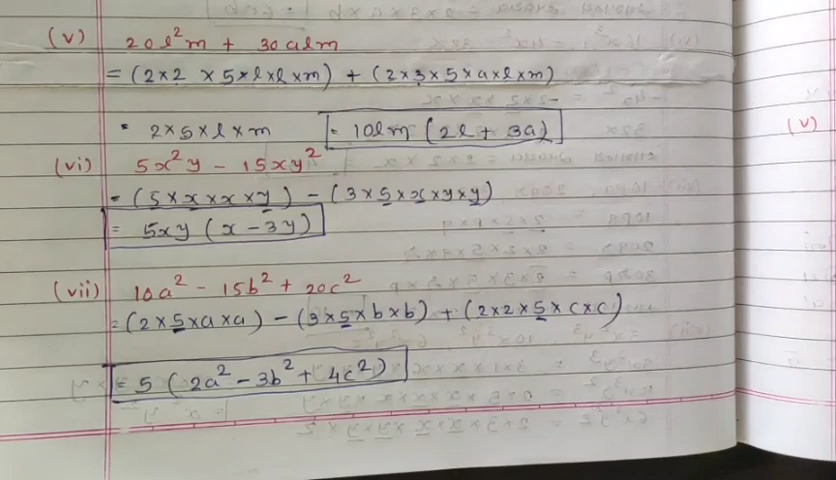 (v) 20l²m + 30alm
= (2×2 ×5×l×l×m) + (2×3×5×a×l×m)
= 2×5×l×m = 10lm (2l + 3a)
(vi) 5x²y - 15xy²
= (5×x×x×y) - (3×5×x×y×y)
= 5xy (x-3y)
(vii) 10a² - 15b² + 20c²
= (2×5×a×a) - (3×5×b×b) + (2×2×5×c×c)
= 5 (2a² - 3b² + 4c²)
(v)